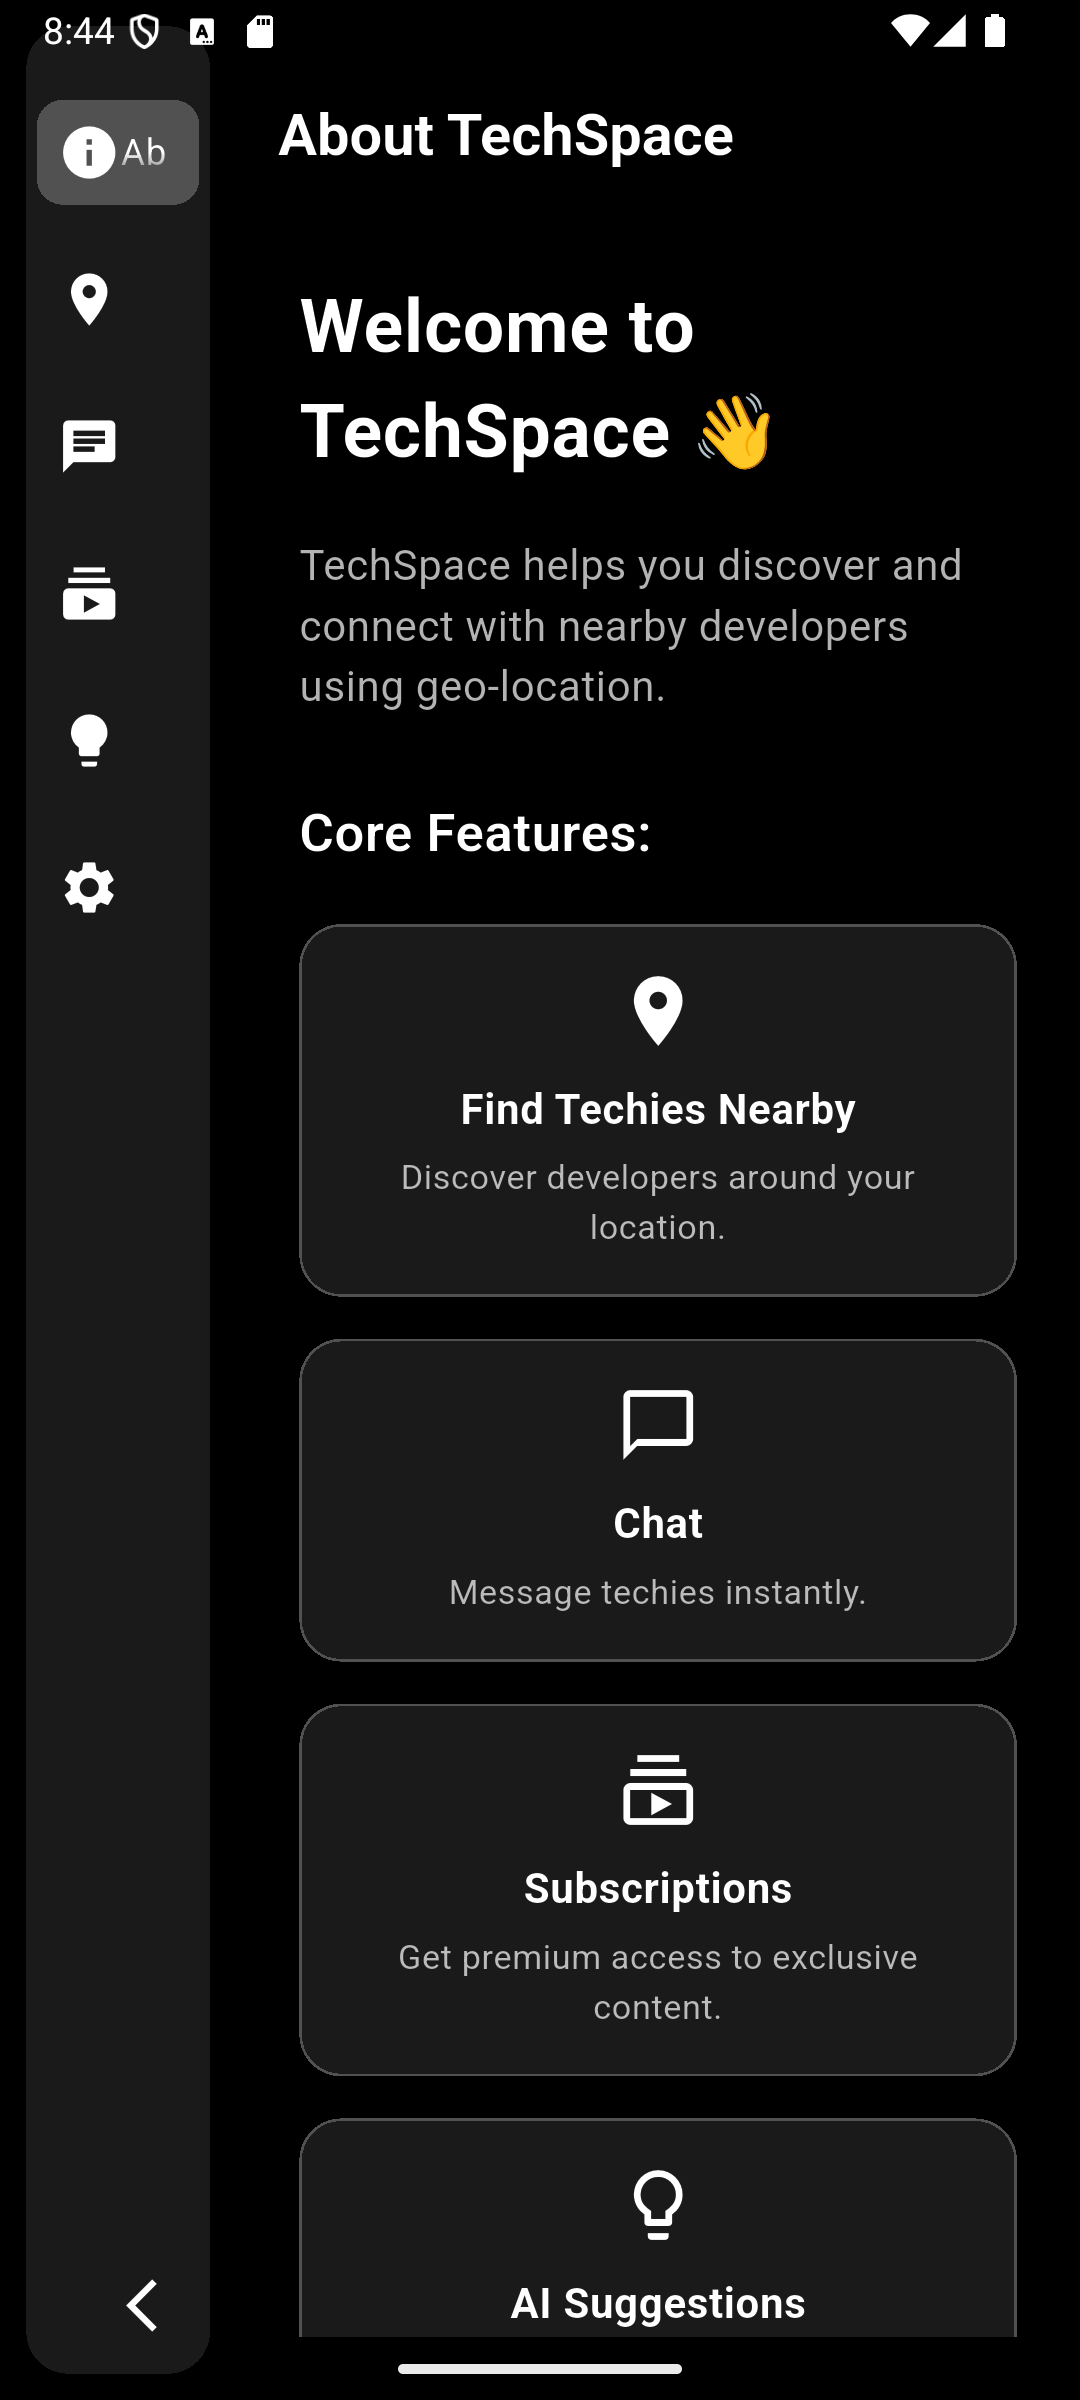 8:44
Ab
About TechSpace
Welcome to
TechSpace 👋
TechSpace helps you discover and
connect with nearby developers
using geo-location.
Core Features:
Find Techies Nearby
Discover developers around your
location.
Chat
Message techies instantly.
Subscriptions
Get premium access to exclusive
content.
AI Suggestions